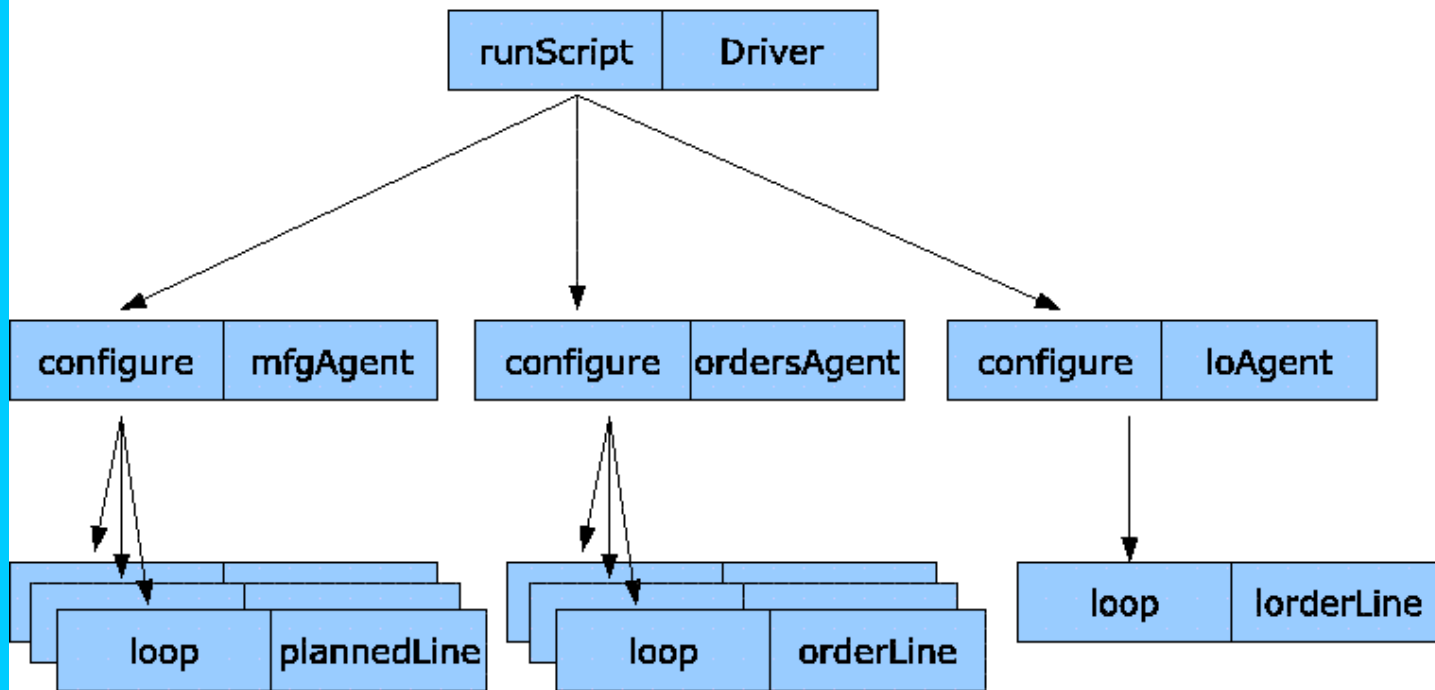 runScript Driver
configure mfgAgent configure ordersAgent configure loAgent
loop lorderLine
loop plannedLine loop orderLine